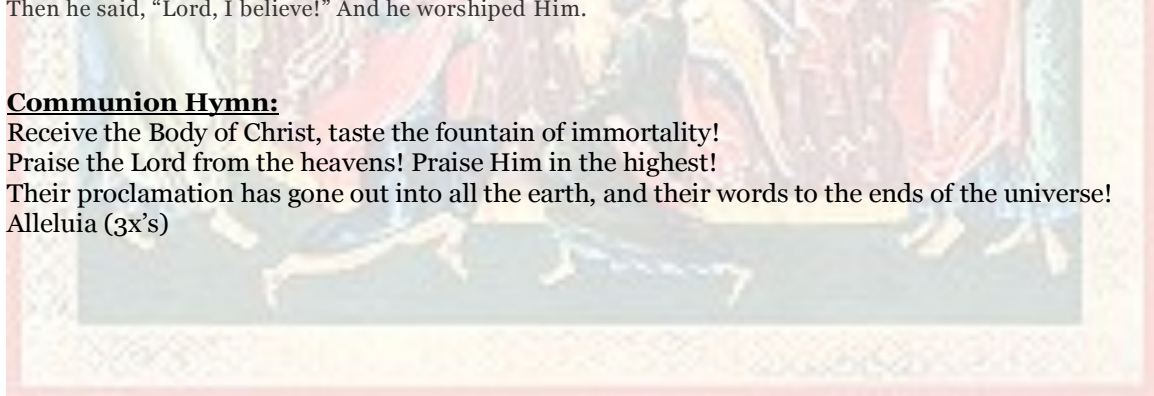 Then he said, “Lord, I believe!” And he worshiped Him.
Communion Hymn:
Receive the Body of Christ, taste the fountain of immortality!
Praise the Lord from the heavens! Praise Him in the highest!
Their proclamation has gone out into all the earth, and their words to the ends of the universe!
Alleluia (3x’s)